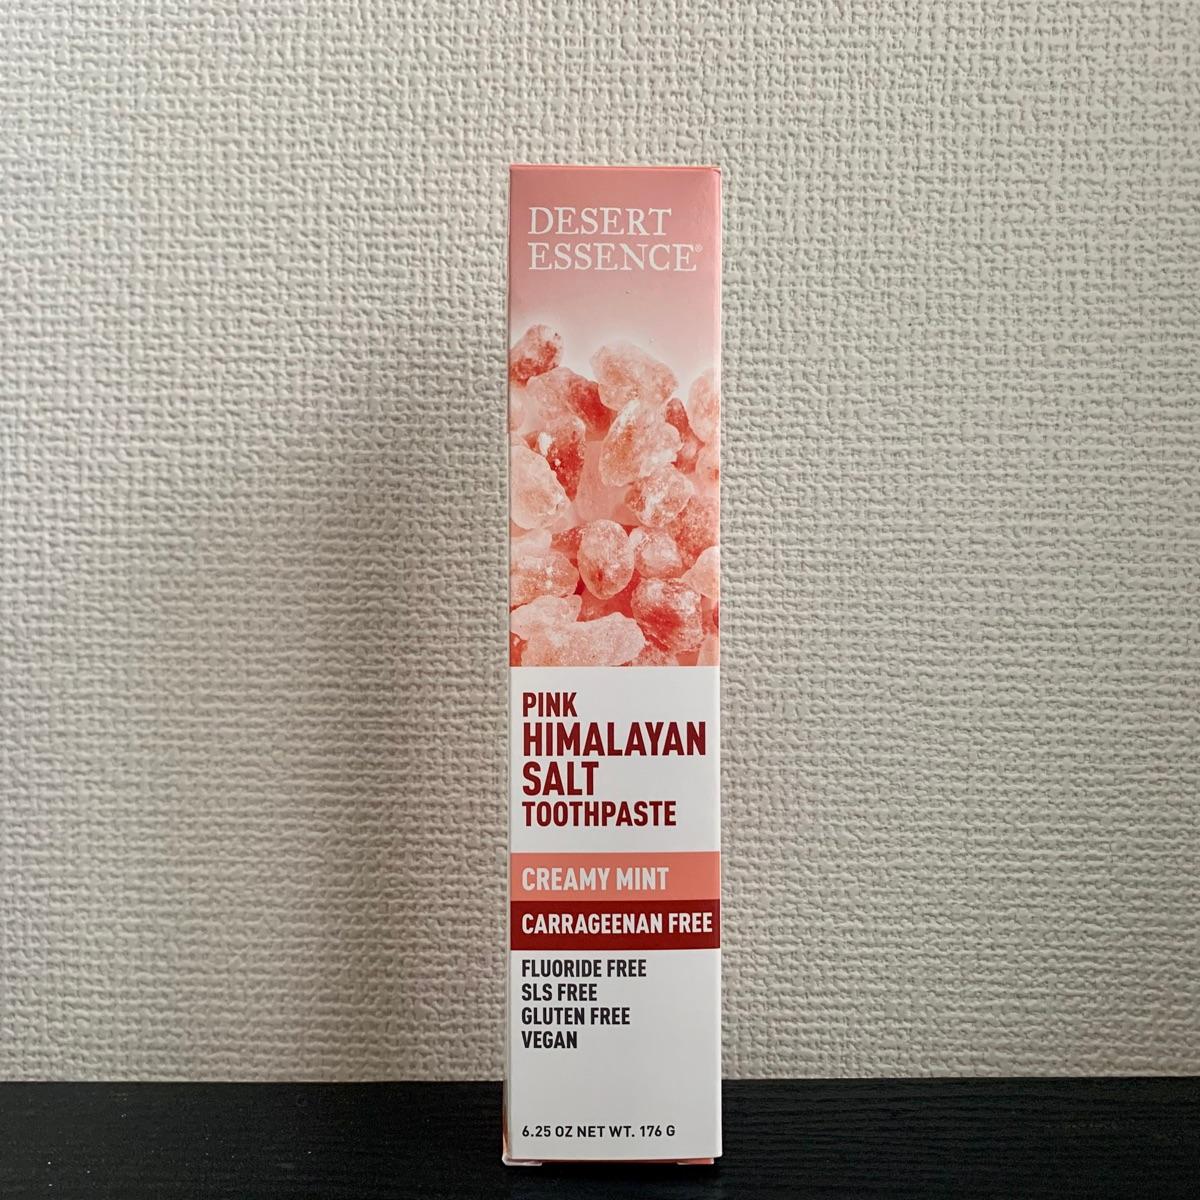 DESERT
ESSENCE®
PINK
HIMALAYAN
SALT
TOOTHPASTE
CREAMY MINT
CARRAGEENAN FREE
FLUORIDE FREE
SLS FREE
GLUTEN FREE
VEGAN
6.25 OZ NET WT. 176 G